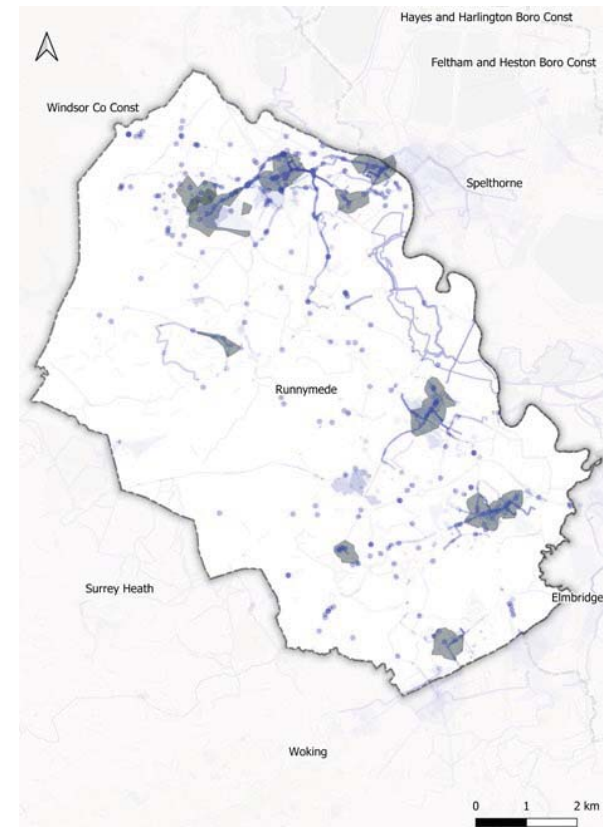 Hayes and Harlington Boro Const
Feltham and Heston Boro Const
Windsor Co Const
Spelthorne
Runnymede
Surrey Heath
Elmbridge
Woking
0 1 2 km